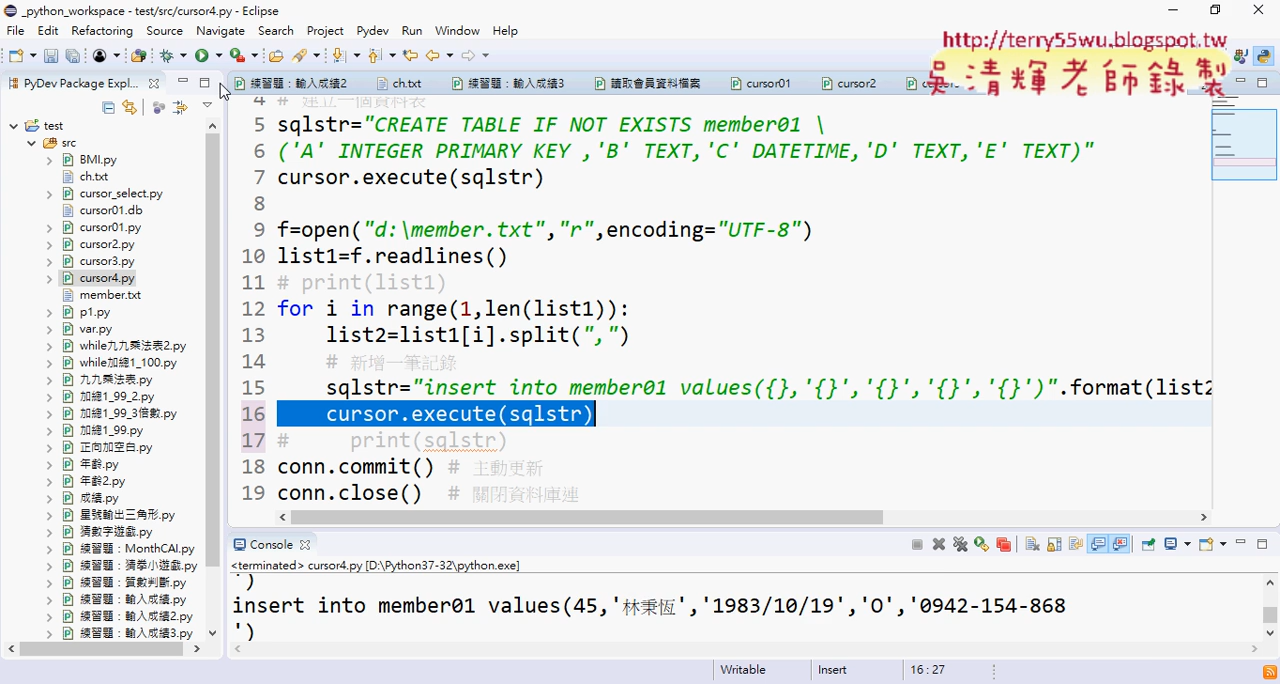 _python_workspace - test/src/cursor4.py - Eclipse
File Edit Refactoring Source Navigate Search Project Pydev Run Window Help
http://terry55wu.blogspot.tw
吳清輝老師錄製
PyDev Package Expl...
練習題：輸入成績2 ch.txt 練習題：輸入成績3 讀取會員資料檔案 cursor01 cursor2
test
src
BMI.py
ch.txt
cursor_select.py
cursor01.db
cursor01.py
cursor2.py
cursor3.py
cursor4.py
member.txt
p1.py
var.py
while九九乘法表2.py
while加總1_100.py
九九乘法表.py
加總1_99_2.py
加總1_99_3倍數.py
加總1_99.py
正向加空白.py
年齡.py
年齡2.py
成績.py
星號輸出三角形.py
猜數字遊戲.py
練習題：MonthCAl.py
練習題：猜拳小遊戲.py
練習題：質數判斷.py
練習題：輸入成績.py
練習題：輸入成績2.py
練習題：輸入成績3.py
4 # 建立一個資料表
5 sqlstr="CREATE TABLE IF NOT EXISTS member01 \
6 ('A' INTEGER PRIMARY KEY ,'B' TEXT,'C' DATETIME,'D' TEXT,'E' TEXT)"
7 cursor.execute(sqlstr)
8
9 f=open("d:\member.txt","r",encoding="UTF-8")
10 list1=f.readlines()
11 # print(list1)
12 for i in range(1,len(list1)):
13 list2=list1[i].split(",")
14 # 新增一筆記錄
15 sqlstr="insert into member01 values({},'{}','{}','{}','{}')".format(list2
16 cursor.execute(sqlstr)
17 # print(sqlstr)
18 conn.commit() # 主動更新
19 conn.close() # 關閉資料庫連
Console
<terminated> cursor4.py [D:\Python37-32\python.exe]
')
insert into member01 values(45,'林秉恆','1983/10/19','O','0942-154-868
')
Writable Insert 16 : 27